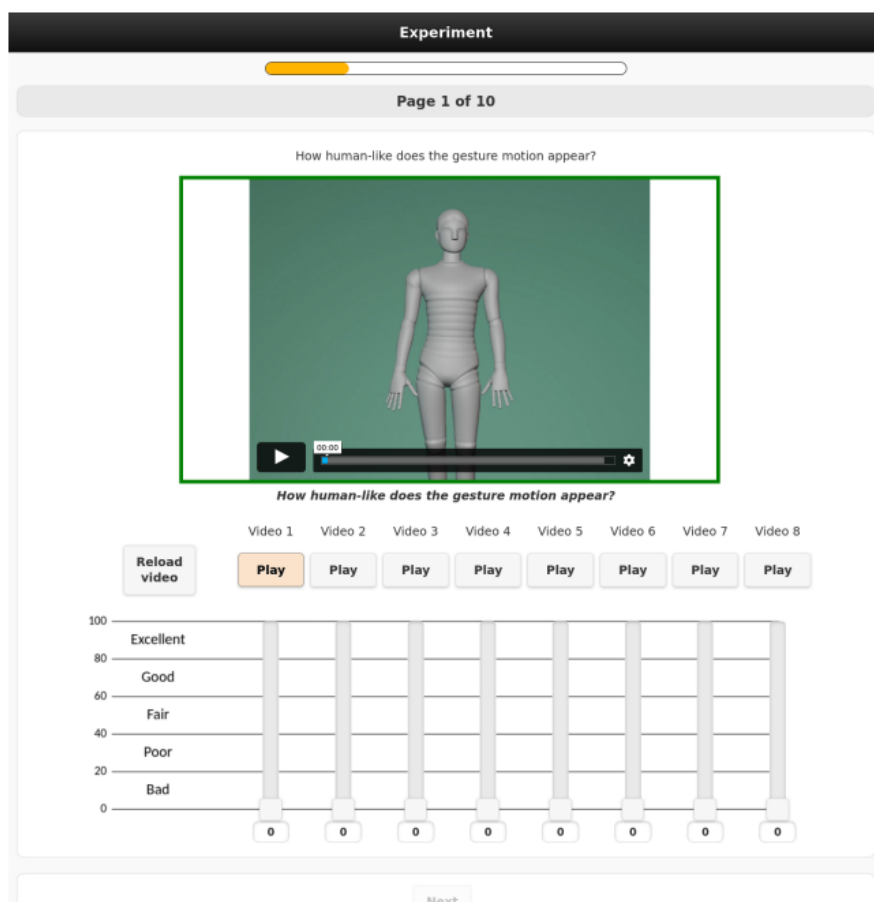 Experiment
Page 1 of 10
How human-like does the gesture motion appear?
00:00
How human-like does the gesture motion appear?
Video 1 Video 2 Video 3 Video 4 Video 5 Video 6 Video 7 Video 8
Reload video
Play Play Play Play Play Play Play Play
100
Excellent
80
Good
60
Fair
40
Poor
20
Bad
0
0 0 0 0 0 0 0 0
Next